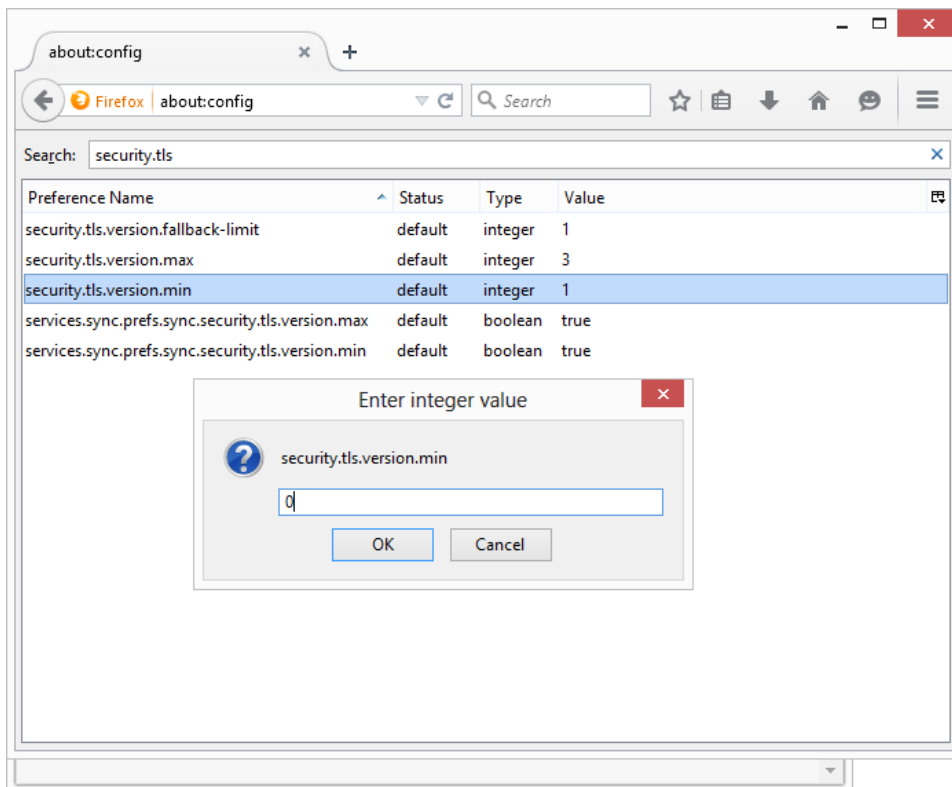 about:config
Firefox about:config Search
Search: security.tls
Preference Name Status Type Value
security.tls.version.fallback-limit default integer 1
security.tls.version.max default integer 3
security.tls.version.min default integer 1
services.sync.prefs.sync.security.tls.version.max default boolean true
services.sync.prefs.sync.security.tls.version.min default boolean true
Enter integer value
security.tls.version.min
0
OK Cancel